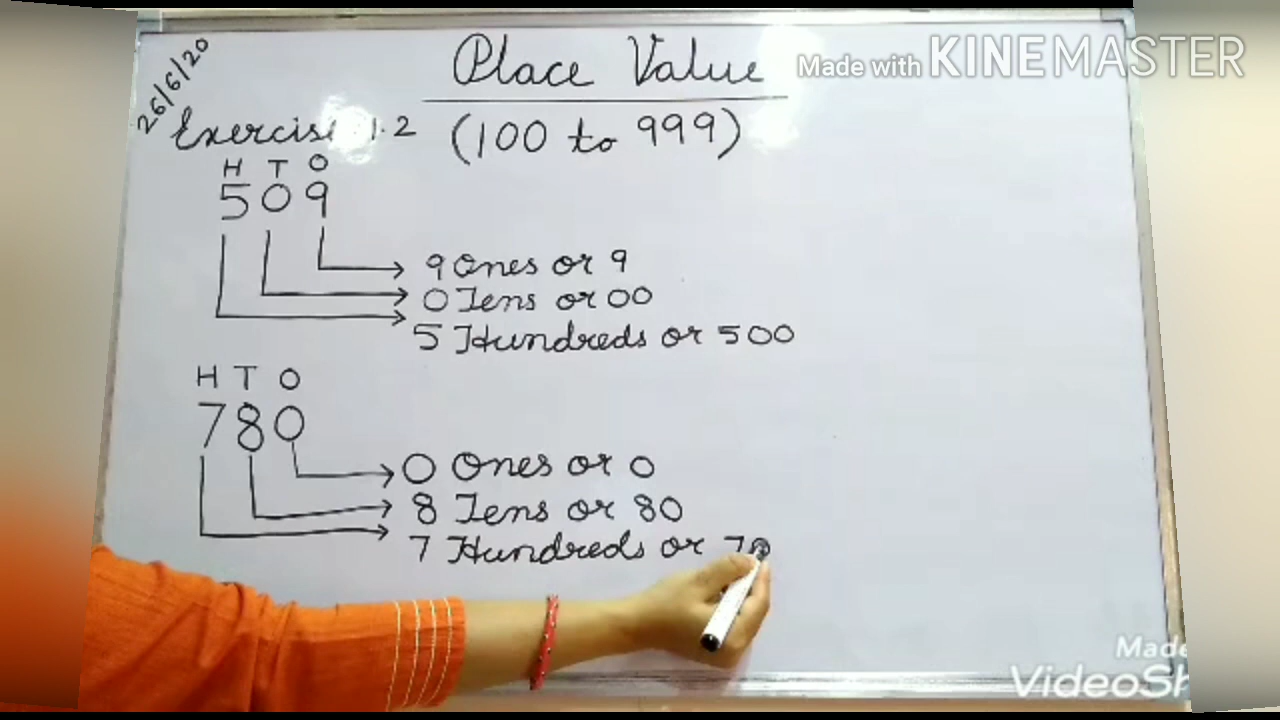 26/6/20
Place Value
Made with KINEMASTER
Exercise 1.2
(100 to 999)
H T O
509
9 Ones or 9
0 Tens or 00
5 Hundreds or 500
H T O
780
0 Ones or 0
8 Tens or 80
7 Hundreds or 70
Made
VideoSh